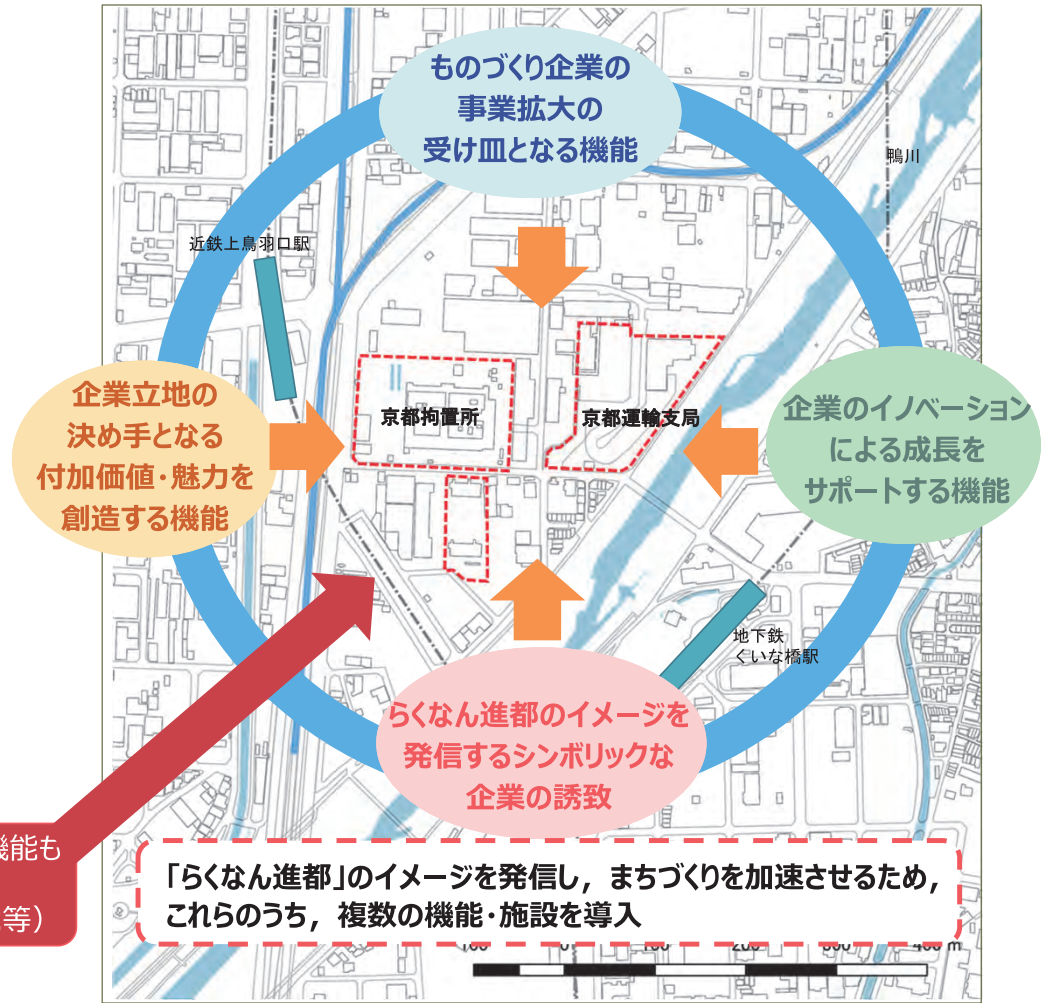 ものづくり企業の
事業拡大の
受け皿となる機能
鴨川
近鉄上鳥羽口駅
企業立地の
決め手となる
付加価値・魅力を
創造する機能
京都拘置所
京都運輸支局
企業のイノベーション
による成長を
サポートする機能
地下鉄
くいな橋駅
らくなん進都のイメージを
発信するシンボリックな
企業の誘致
機能も
等）
「らくなん進都」のイメージを発信し，まちづくりを加速させるため，
これらのうち，複数の機能・施設を導入
100 0 100 200 300 400 m